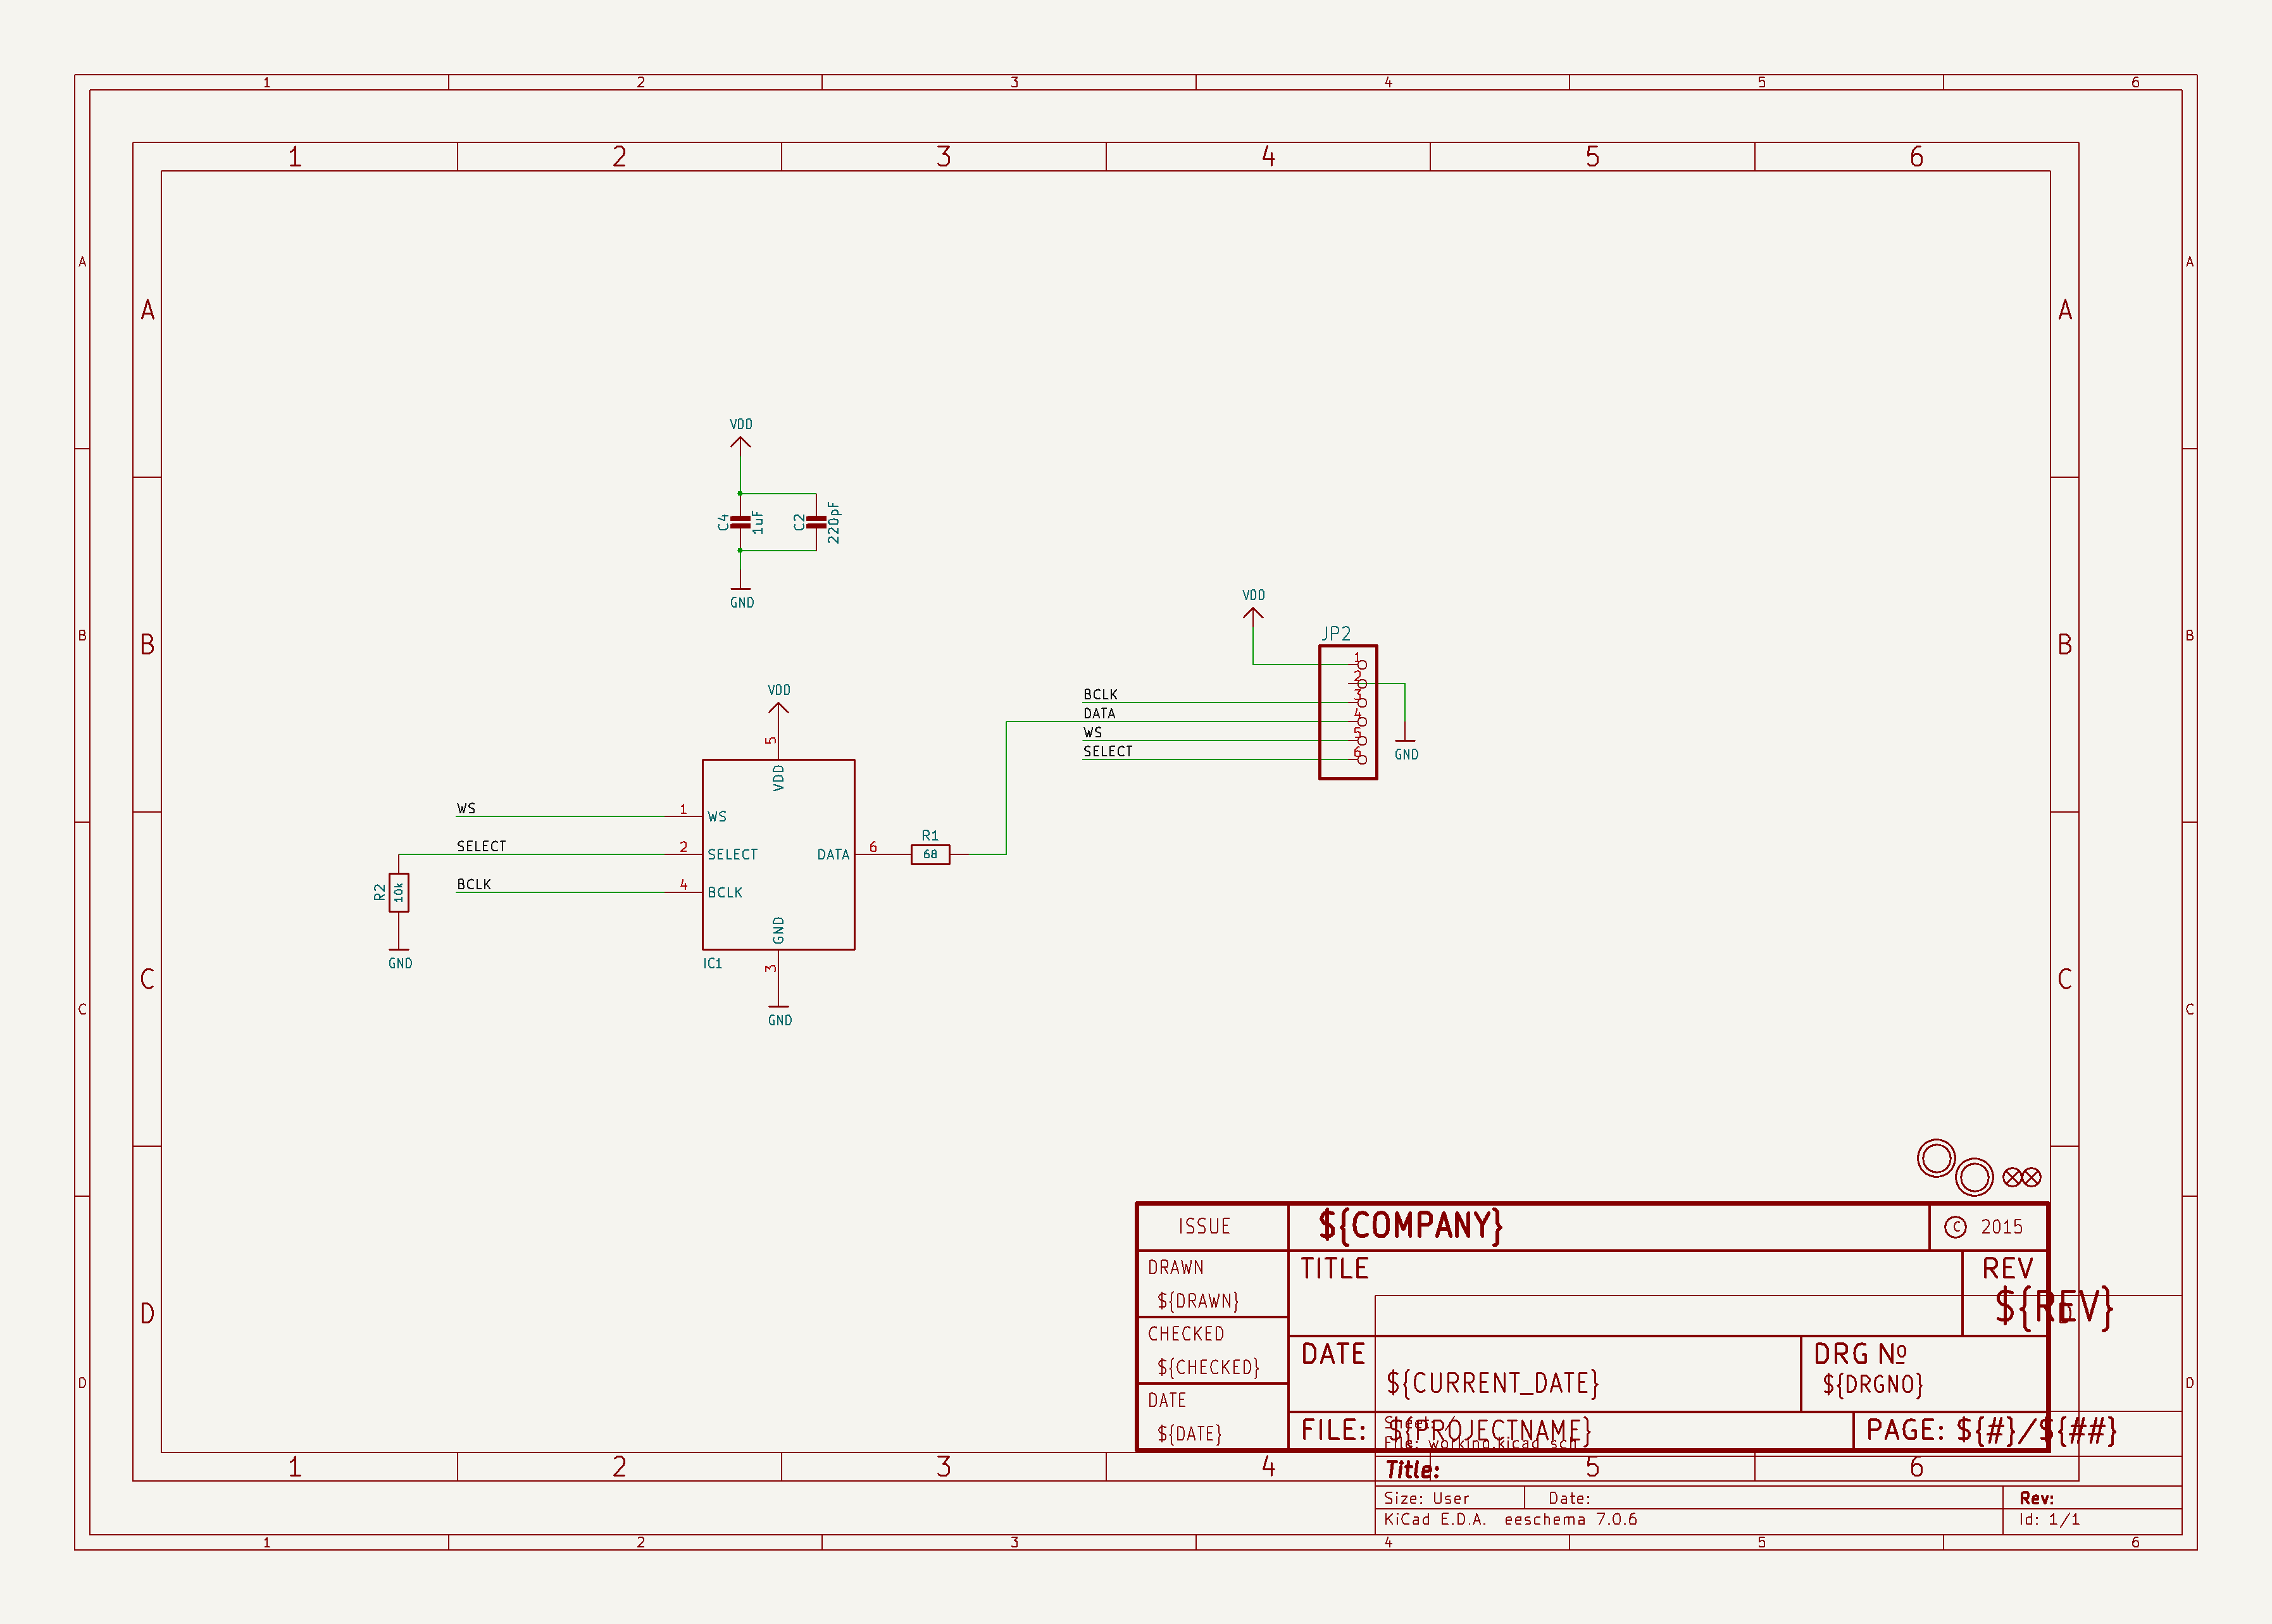 1 2 3 4 5 6
1 2 3 4 5 6
A A
A A
VDD
C4 1uF C2 220pF
GND
B B
B B
VDD
JP2
1
2
BCLK 3
DATA 4
WS 5
SELECT 6
GND
VDD
5
VDD
WS 1 WS
SELECT 2 SELECT DATA 6 R1 68
BCLK 4 BCLK
R2 10k
GND
GND
IC1
3
GND
C C
C C
ISSUE ${COMPANY} © 2015
DRAWN TITLE REV
${DRAWN} ${REV}
D D
CHECKED DATE DRG Nº
${CHECKED} ${CURRENT_DATE} ${DRGNO}
D D
DATE
${DATE} FILE: ${PROJECTNAME} PAGE: ${#}/${##}
Sheet: /
File: working.kicad_sch
1 2 3 4 5 6
Title:
Size: User Date: Rev:
KiCad E.D.A. eeschema 7.0.6 Id: 1/1
1 2 3 4 5 6